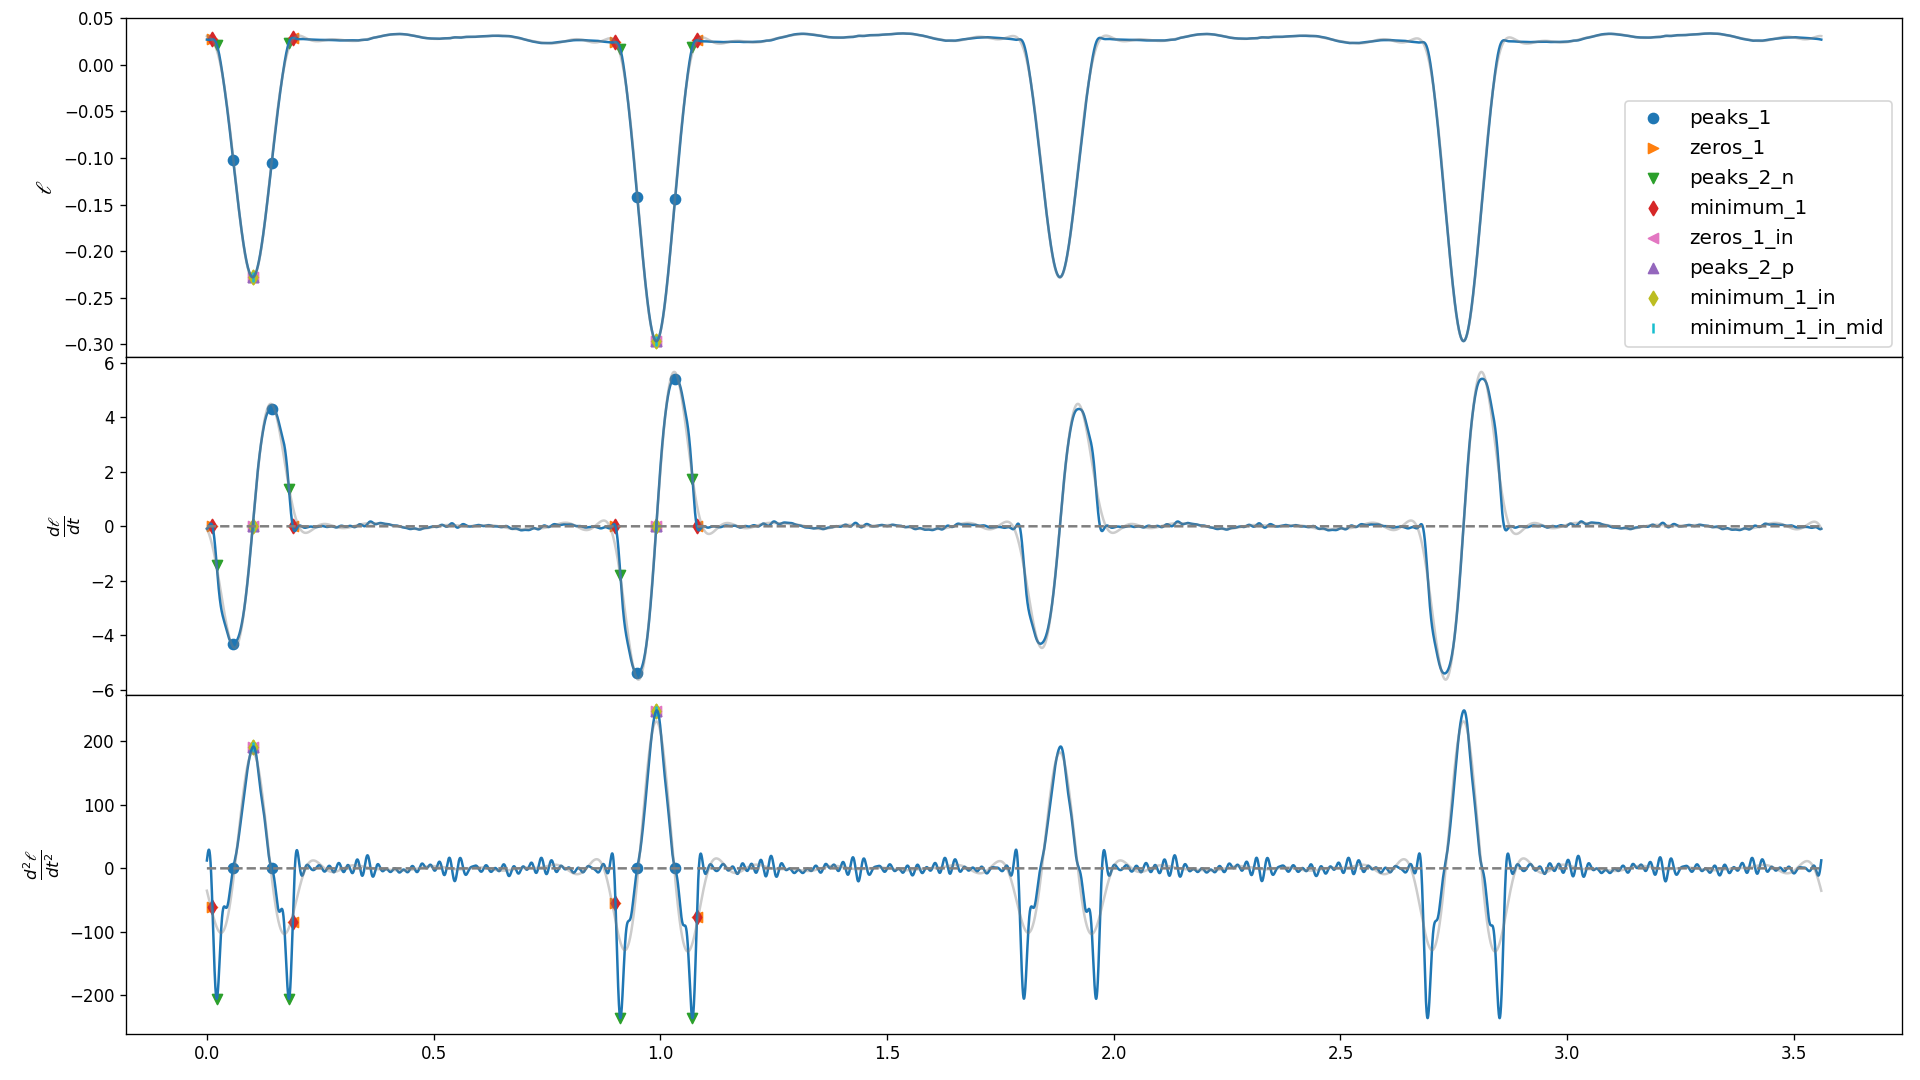 0.05
0.00
−0.05
−0.10
−0.15
−0.20
−0.25
−0.30
ℓ
peaks_1
zeros_1
peaks_2_n
minimum_1
zeros_1_in
peaks_2_p
minimum_1_in
minimum_1_in_mid
6
4
2
0
−2
−4
−6
dℓ
dt
200
100
0
−100
−200
d²ℓ
dt²
0.0 0.5 1.0 1.5 2.0 2.5 3.0 3.5